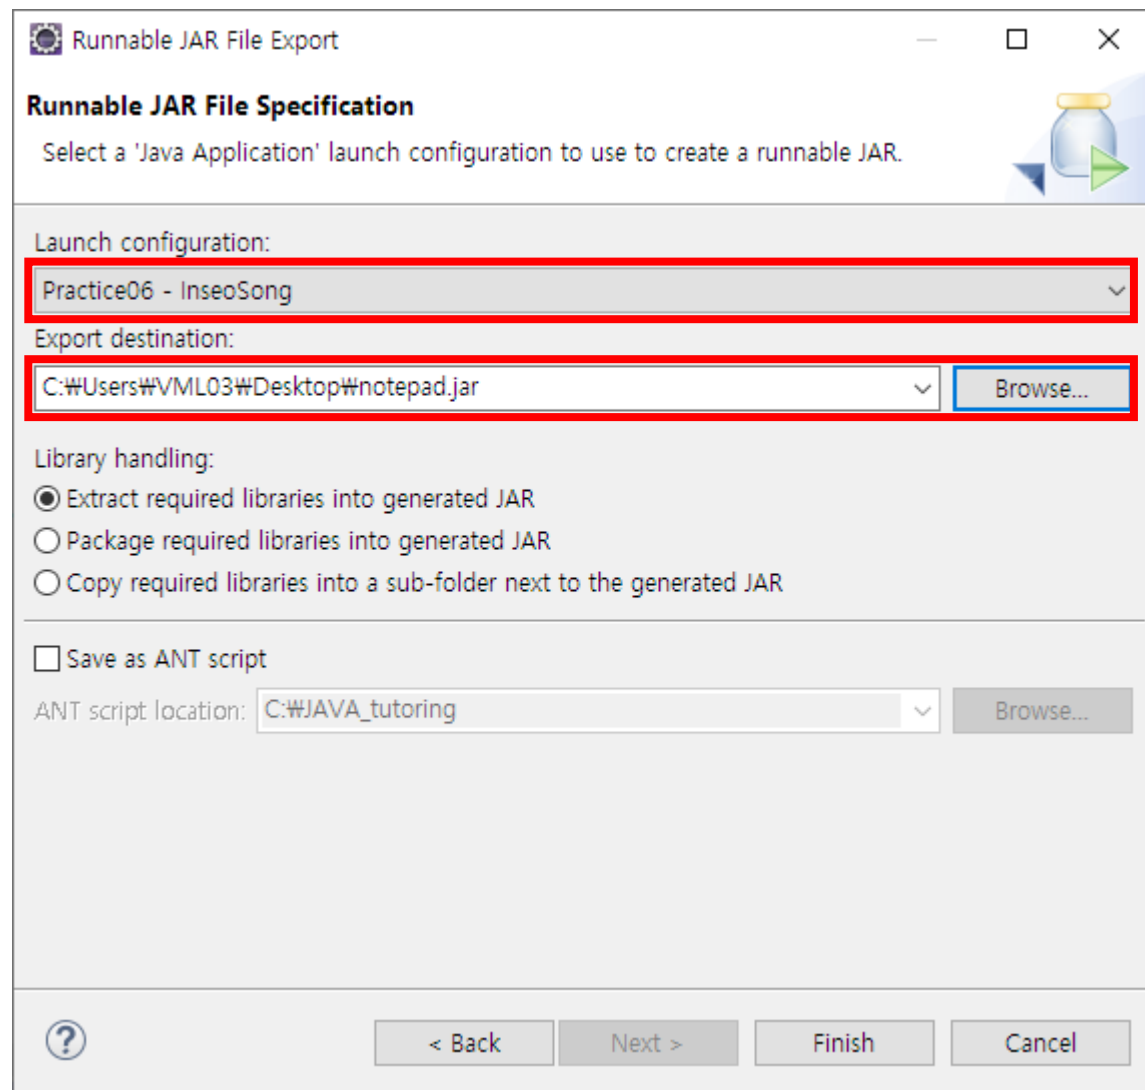 Runnable JAR File Export
Runnable JAR File Specification
Select a 'Java Application' launch configuration to use to create a runnable JAR.
Launch configuration:
Practice06 - InseoSong
Export destination:
C:₩Users₩VML03₩Desktop₩notepad.jar Browse...
Library handling:
Extract required libraries into generated JAR
Package required libraries into generated JAR
Copy required libraries into a sub-folder next to the generated JAR
Save as ANT script
ANT script location: C:₩JAVA_tutoring Browse...
? < Back Next > Finish Cancel